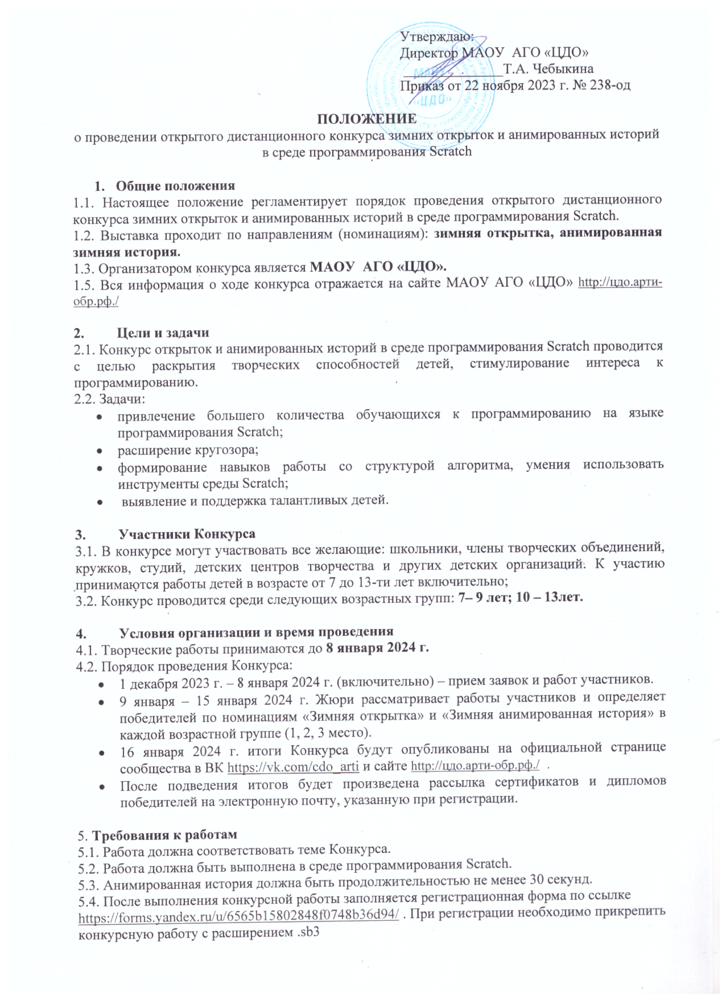 Утверждаю:
Директор МАОУ АГО «ЦДО»
______________Т.А. Чебыкина
Приказ от 22 ноября 2023 г. № 238-од
МАОУ
АГО
«ЦДО»
ПОЛОЖЕНИЕ
о проведении открытого дистанционного конкурса зимних открыток и анимированных историй
в среде программирования Scratch
1. Общие положения
1.1. Настоящее положение регламентирует порядок проведения открытого дистанционного
конкурса зимних открыток и анимированных историй в среде программирования Scratch.
1.2. Выставка проходит по направлениям (номинациям): зимняя открытка, анимированная
зимняя история.
1.3. Организатором конкурса является МАОУ АГО «ЦДО».
1.5. Вся информация о ходе конкурса отражается на сайте МАОУ АГО «ЦДО» http://цдо.арти-
обр.рф./
2. Цели и задачи
2.1. Конкурс открыток и анимированных историй в среде программирования Scratch проводится
с целью раскрытия творческих способностей детей, стимулирование интереса к
программированию.
2.2. Задачи:
• привлечение большего количества обучающихся к программированию на языке
программирования Scratch;
• расширение кругозора;
• формирование навыков работы со структурой алгоритма, умения использовать
инструменты среды Scratch;
• выявление и поддержка талантливых детей.
3. Участники Конкурса
3.1. В конкурсе могут участвовать все желающие: школьники, члены творческих объединений,
кружков, студий, детских центров творчества и других детских организаций. К участию
принимаются работы детей в возрасте от 7 до 13-ти лет включительно;
3.2. Конкурс проводится среди следующих возрастных групп: 7– 9 лет; 10 – 13лет.
4. Условия организации и время проведения
4.1. Творческие работы принимаются до 8 января 2024 г.
4.2. Порядок проведения Конкурса:
• 1 декабря 2023 г. – 8 января 2024 г. (включительно) – прием заявок и работ участников.
• 9 января – 15 января 2024 г. Жюри рассматривает работы участников и определяет
победителей по номинациям «Зимняя открытка» и «Зимняя анимированная история» в
каждой возрастной группе (1, 2, 3 место).
• 16 января 2024 г. итоги Конкурса будут опубликованы на официальной странице
сообщества в ВК https://vk.com/cdo_arti и сайте http://цдо.арти-обр.рф./ .
• После подведения итогов будет произведена рассылка сертификатов и дипломов
победителей на электронную почту, указанную при регистрации.
5. Требования к работам
5.1. Работа должна соответствовать теме Конкурса.
5.2. Работа должна быть выполнена в среде программирования Scratch.
5.3. Анимированная история должна быть продолжительностью не менее 30 секунд.
5.4. После выполнения конкурсной работы заполняется регистрационная форма по ссылке
https://forms.yandex.ru/u/6565b15802848f0748b36d94/ . При регистрации необходимо прикрепить
конкурсную работу с расширением .sb3